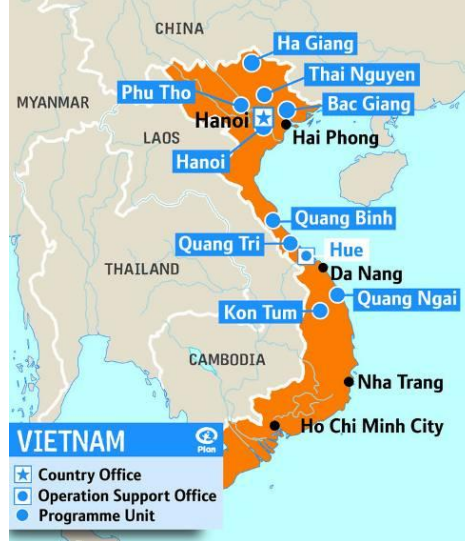 CHINA
Ha Giang
Thai Nguyen
Phu Tho
Bac Giang
MYANMAR
Hanoi
Hai Phong
LAOS
Hanoi
Quang Binh
Quang Tri
Hue
THAILAND
Da Nang
Quang Ngai
Kon Tum
CAMBODIA
Nha Trang
Ho Chi Minh City
VIETNAM
Plan
Country Office
Operation Support Office
Programme Unit